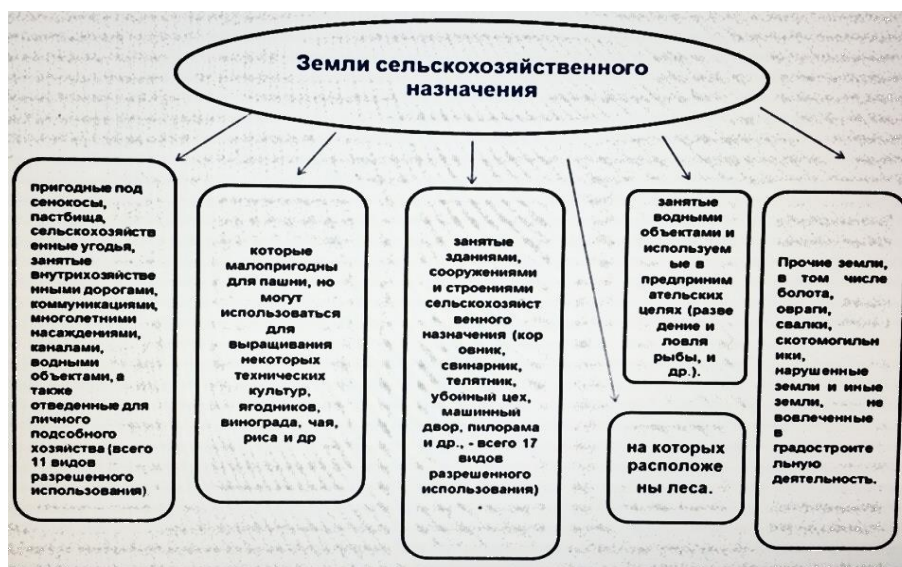 Земли сельскохозяйственного
назначения
пригодные под
сенокосы,
пастбища,
сельскохозяйств
енные угодья,
занятые
внутрихозяйстве
нными дорогами,
коммуникациями,
многолетними
насаждениями,
каналами,
водными
объектами, а
также
отведенные для
личного
подсобного
хозяйства (всего
11 видов
разрешенного
использования)
которые
малопригодны
для пашни, но
могут
использоваться
для
выращивания
некоторых
технических
культур,
ягодников,
винограда, чая,
риса и др
занятые
зданиями,
сооружениями
и строениями
сельскохозяйст
венного
назначения (кор
овник,
свинарник,
телятник,
убойный цех,
машинный
двор, пилорама
и др., - всего 17
видов
разрешенного
использования)
.
занятые
водными
объектами и
используем
ые в
предприним
ательских
целях (разве
дение и
ловля
рыбы, и
др.).
на которых
расположе
ны леса.
Прочие земли,
в том числе
болота,
овраги,
свалки,
скотомогильн
ики,
нарушенные
земли и иные
земли, не
вовлеченные
в
градостроите
льную
деятельность.